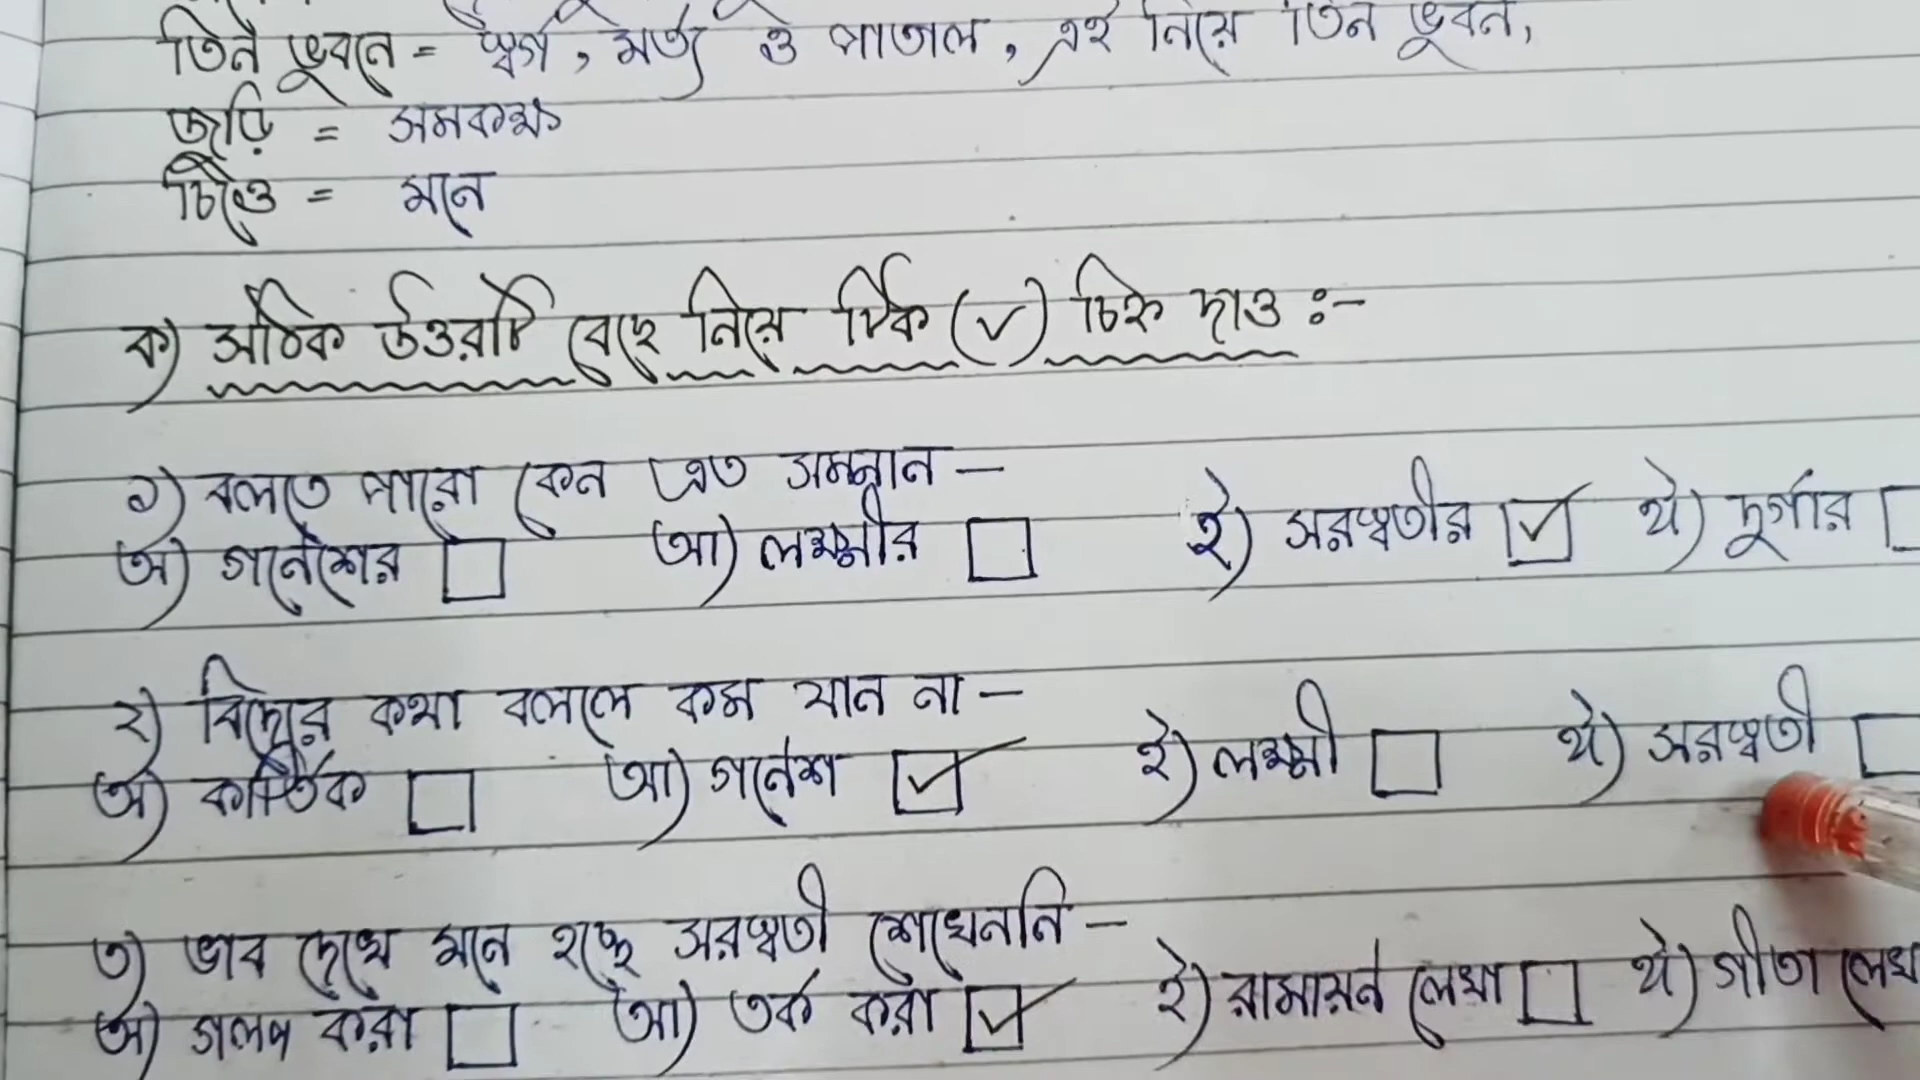 তিন ভুবনে = স্বর্গ, মর্ত্য ও পাতাল, এই নিয়ে তিন ভুবন,
জুড়ি = সমকক্ষ
চিত্তে = মনে
ক) সঠিক উত্তরটি বেছে নিয়ে টিক (✓) চিহ্ন দাও :-
১) বলতে পারো কেন এত সম্মান —
অ) গনেশের □ আ) লক্ষ্মীর □ ই) সরস্বতীর ☑ ঈ) দুর্গার □
২) বিদ্যের কথা বললে কম যান না —
অ) কার্ত্তিক □ আ) গনেশ ☑ ই) লক্ষ্মী □ ঈ) সরস্বতী □
৩) ভাব দেখে মনে হচ্ছে সরস্বতী শেখেননি —
অ) গলপ করা □ আ) তর্ক করা ☑ ই) রামায়ন লেখা □ ঈ) গীতা লেখ